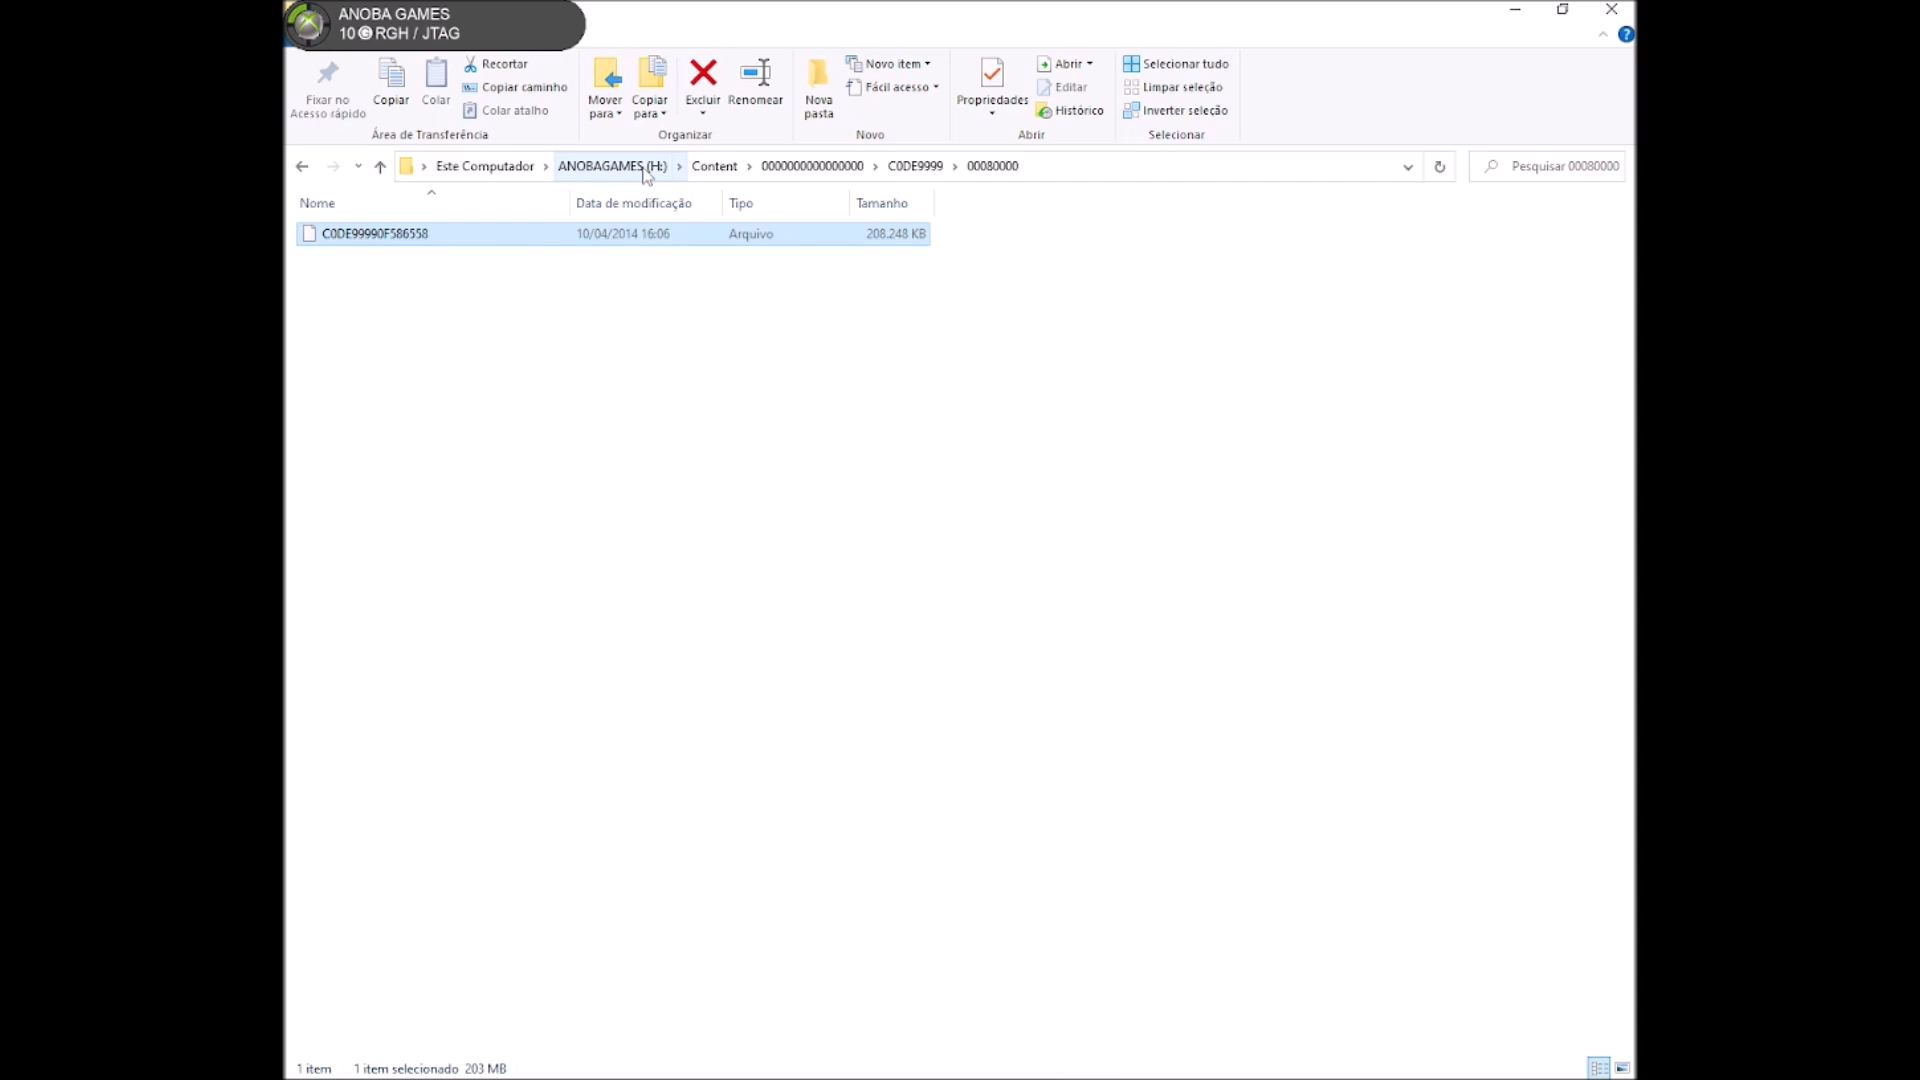 ANOBA GAMES
10 G RGH / JTAG
?
Fixar no
Acesso rápido
Copiar
Colar
Recortar
Copiar caminho
Colar atalho
Área de Transferência
Mover
para
Copiar
para
Excluir
Renomear
Organizar
Nova
pasta
Novo item
Fácil acesso
Novo
Propriedades
Abrir
Editar
Histórico
Abrir
Selecionar tudo
Limpar seleção
Inverter seleção
Selecionar
Este Computador › ANOBAGAMES (H:) › Content › 0000000000000000 › C0DE9999 › 00080000
Pesquisar 00080000
Nome Data de modificação Tipo Tamanho
C0DE99990F586558 10/04/2014 16:06 Arquivo 208.248 KB
1 item 1 item selecionado 203 MB